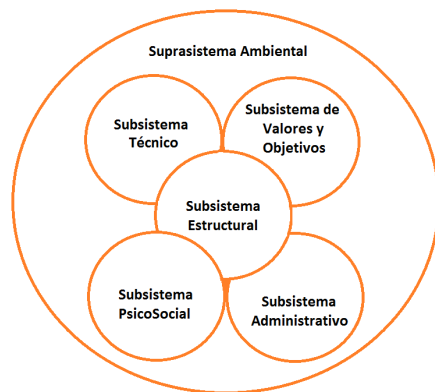 Suprasistema Ambiental
Subsistema
Técnico
Subsistema de
Valores y
Objetivos
Subsistema
Estructural
Subsistema
PsicoSocial
Subsistema
Administrativo